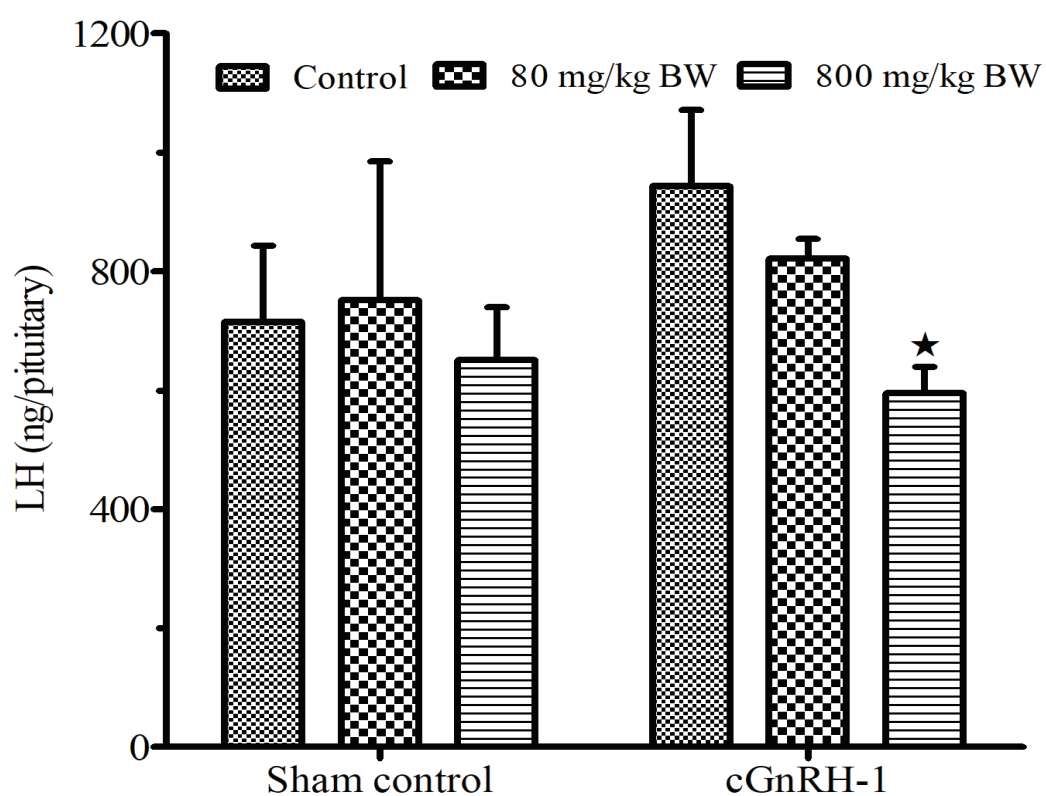 1200
Control 80 mg/kg BW 800 mg/kg BW
800
★
LH (ng/pituitary)
400
0
Sham control cGnRH-1